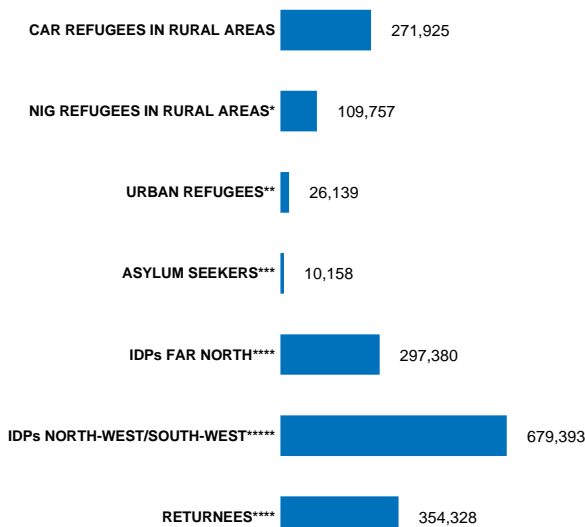 CAR REFUGEES IN RURAL AREAS 271,925
NIG REFUGEES IN RURAL AREAS* 109,757
URBAN REFUGEES** 26,139
ASYLUM SEEKERS*** 10,158
IDPs FAR NORTH**** 297,380
IDPs NORTH-WEST/SOUTH-WEST***** 679,393
RETURNEES**** 354,328